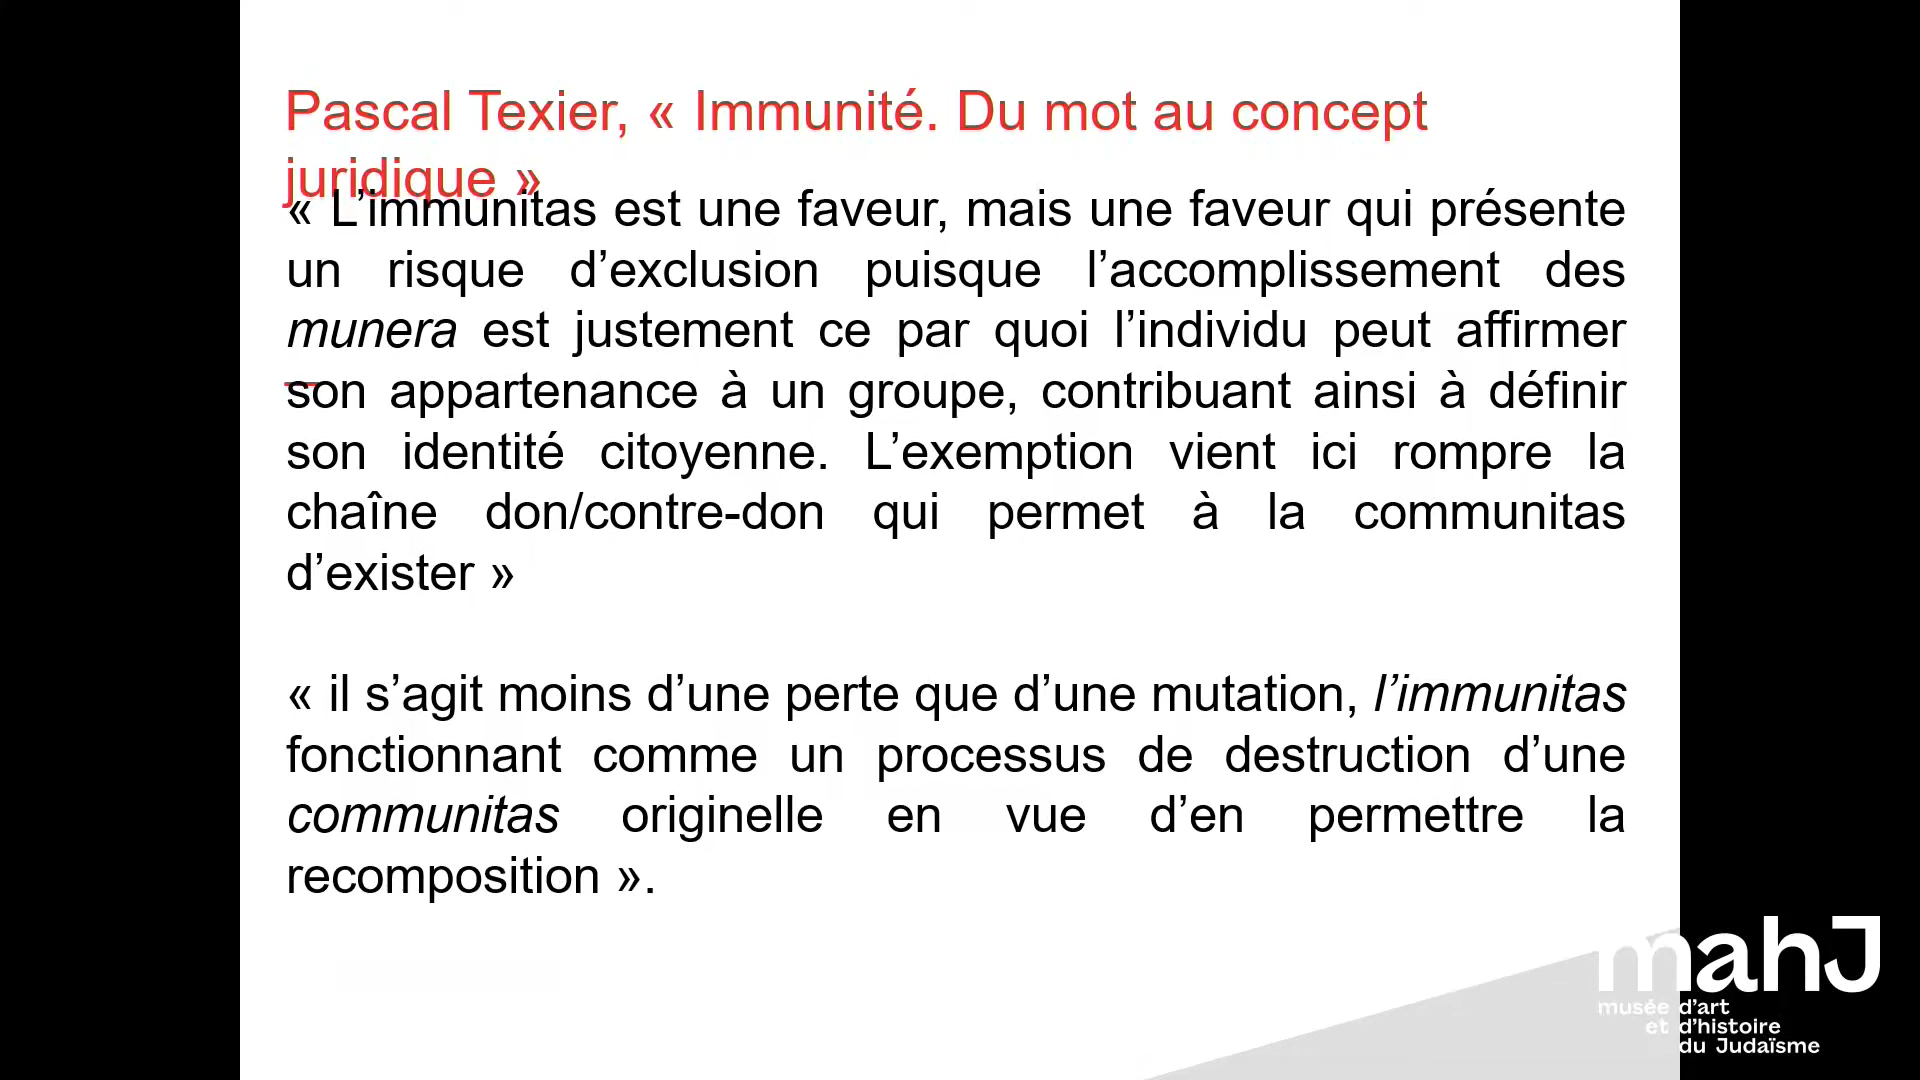 Pascal Texier, « Immunité. Du mot au concept
juridique »
« L’immunitas est une faveur, mais une faveur qui présente
un risque d’exclusion puisque l’accomplissement des
munera est justement ce par quoi l’individu peut affirmer
son appartenance à un groupe, contribuant ainsi à définir
son identité citoyenne. L’exemption vient ici rompre la
chaîne don/contre-don qui permet à la communitas
d’exister »
« il s’agit moins d’une perte que d’une mutation, l’immunitas
fonctionnant comme un processus de destruction d’une
communitas originelle en vue d’en permettre la
recomposition ».
mahJ
musée d’art
et d’histoire
du Judaïsme